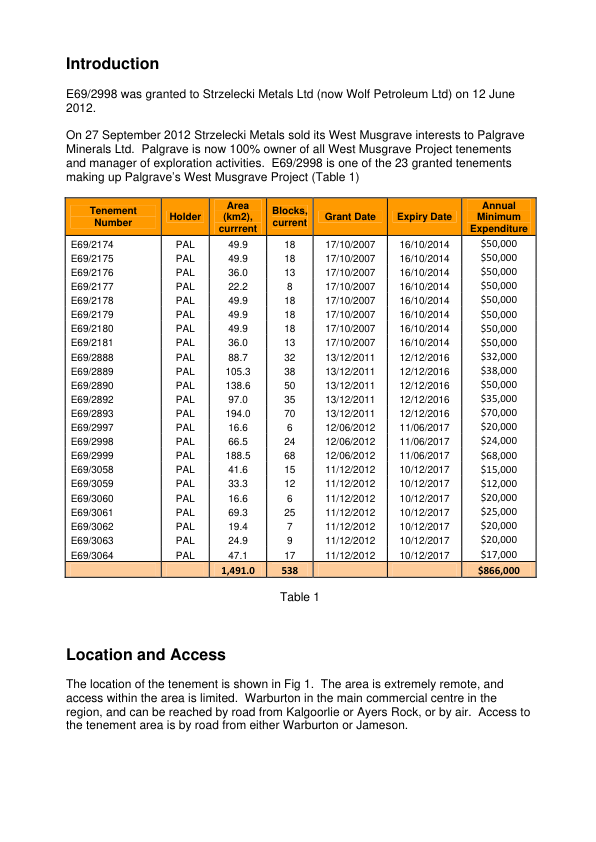 Introduction
E69/2998 was granted to Strzelecki Metals Ltd (now Wolf Petroleum Ltd) on 12 June
2012.
On 27 September 2012 Strzelecki Metals sold its West Musgrave interests to Palgrave
Minerals Ltd.  Palgrave is now 100% owner of all West Musgrave Project tenements
and manager of exploration activities.  E69/2998 is one of the 23 granted tenements
making up Palgrave's West Musgrave Project (Table 1)
Tenement Number | Holder | Area (km2), currrent | Blocks, current | Grant Date | Expiry Date | Annual Minimum Expenditure
E69/2174 PAL 49.9 18 17/10/2007 16/10/2014 $50,000
E69/2175 PAL 49.9 18 17/10/2007 16/10/2014 $50,000
E69/2176 PAL 36.0 13 17/10/2007 16/10/2014 $50,000
E69/2177 PAL 22.2 8 17/10/2007 16/10/2014 $50,000
E69/2178 PAL 49.9 18 17/10/2007 16/10/2014 $50,000
E69/2179 PAL 49.9 18 17/10/2007 16/10/2014 $50,000
E69/2180 PAL 49.9 18 17/10/2007 16/10/2014 $50,000
E69/2181 PAL 36.0 13 17/10/2007 16/10/2014 $50,000
E69/2888 PAL 88.7 32 13/12/2011 12/12/2016 $32,000
E69/2889 PAL 105.3 38 13/12/2011 12/12/2016 $38,000
E69/2890 PAL 138.6 50 13/12/2011 12/12/2016 $50,000
E69/2892 PAL 97.0 35 13/12/2011 12/12/2016 $35,000
E69/2893 PAL 194.0 70 13/12/2011 12/12/2016 $70,000
E69/2997 PAL 16.6 6 12/06/2012 11/06/2017 $20,000
E69/2998 PAL 66.5 24 12/06/2012 11/06/2017 $24,000
E69/2999 PAL 188.5 68 12/06/2012 11/06/2017 $68,000
E69/3058 PAL 41.6 15 11/12/2012 10/12/2017 $15,000
E69/3059 PAL 33.3 12 11/12/2012 10/12/2017 $12,000
E69/3060 PAL 16.6 6 11/12/2012 10/12/2017 $20,000
E69/3061 PAL 69.3 25 11/12/2012 10/12/2017 $25,000
E69/3062 PAL 19.4 7 11/12/2012 10/12/2017 $20,000
E69/3063 PAL 24.9 9 11/12/2012 10/12/2017 $20,000
E69/3064 PAL 47.1 17 11/12/2012 10/12/2017 $17,000
1,491.0 538 $866,000
Table 1
Location and Access
The location of the tenement is shown in Fig 1.  The area is extremely remote, and
access within the area is limited.  Warburton in the main commercial centre in the
region, and can be reached by road from Kalgoorlie or Ayers Rock, or by air.  Access to
the tenement area is by road from either Warburton or Jameson.